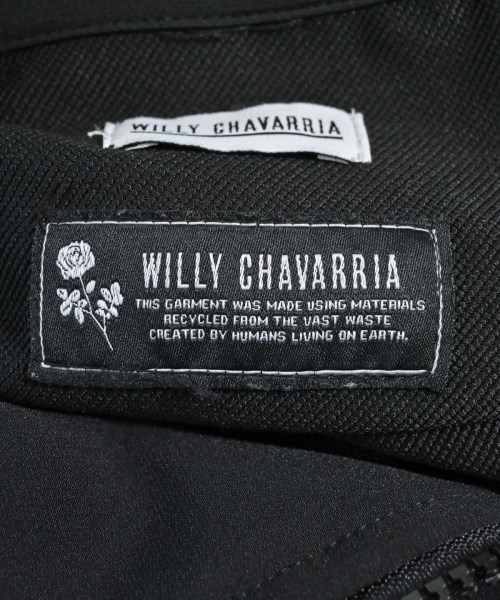 WILLY CHAVARRIA
WILLY CHAVARRIA
THIS GARMENT WAS MADE USING MATERIALS
RECYCLED FROM THE VAST WASTE
CREATED BY HUMANS LIVING ON EARTH.